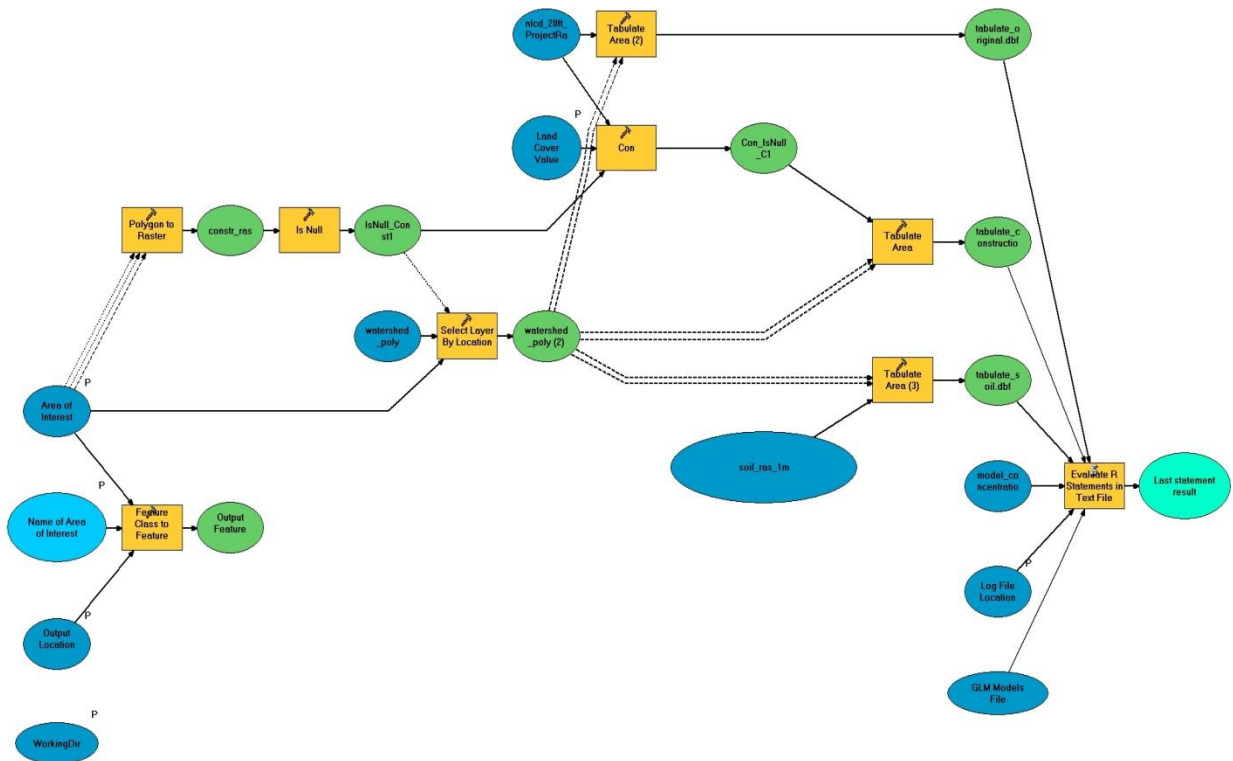 nlcd_28ft_
ProjectRa
Tabulate
Area (2)
tabulate_o
riginal.dbf
P
Land
Cover
Value
Con
Con_IsNull
_C1
Polygon to
Raster
constr_ras
Is Null
IsNull_Con
st1
Tabulate
Area
tabulate_c
onstructio
watershed
_poly
Select Layer
By Location
watershed
_poly (2)
Tabulate
Area (3)
tabulate_s
oil.dbf
P
Area of
Interest
soil_ras_1m
P
model_co
ncentratio
Evaluate R
Statements in
Text File
Last statement
result
Name of Area
of Interest
Feature
Class to
Feature
Output
Feature
P
Log File
Location
P
Output
Location
GLM Models
File
P
WorkingDir